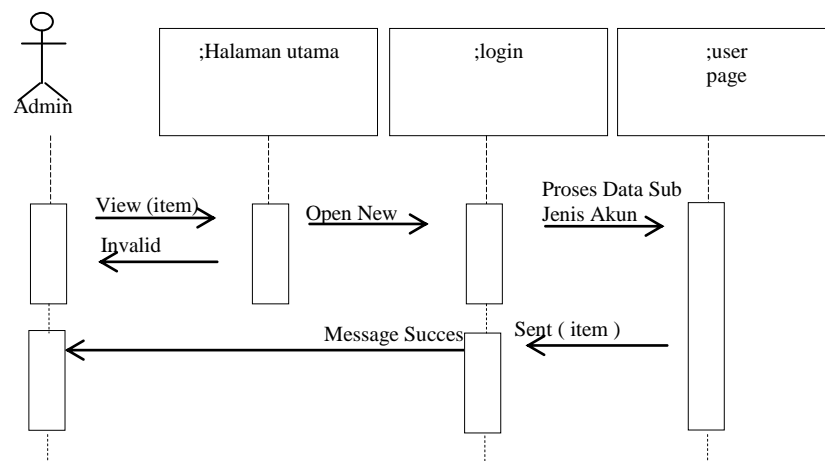 ;Halaman utama
;login
;user
page
Admin
Proses Data Sub
View (item)
Open New
Jenis Akun
Invalid
Message Succes
Sent ( item )